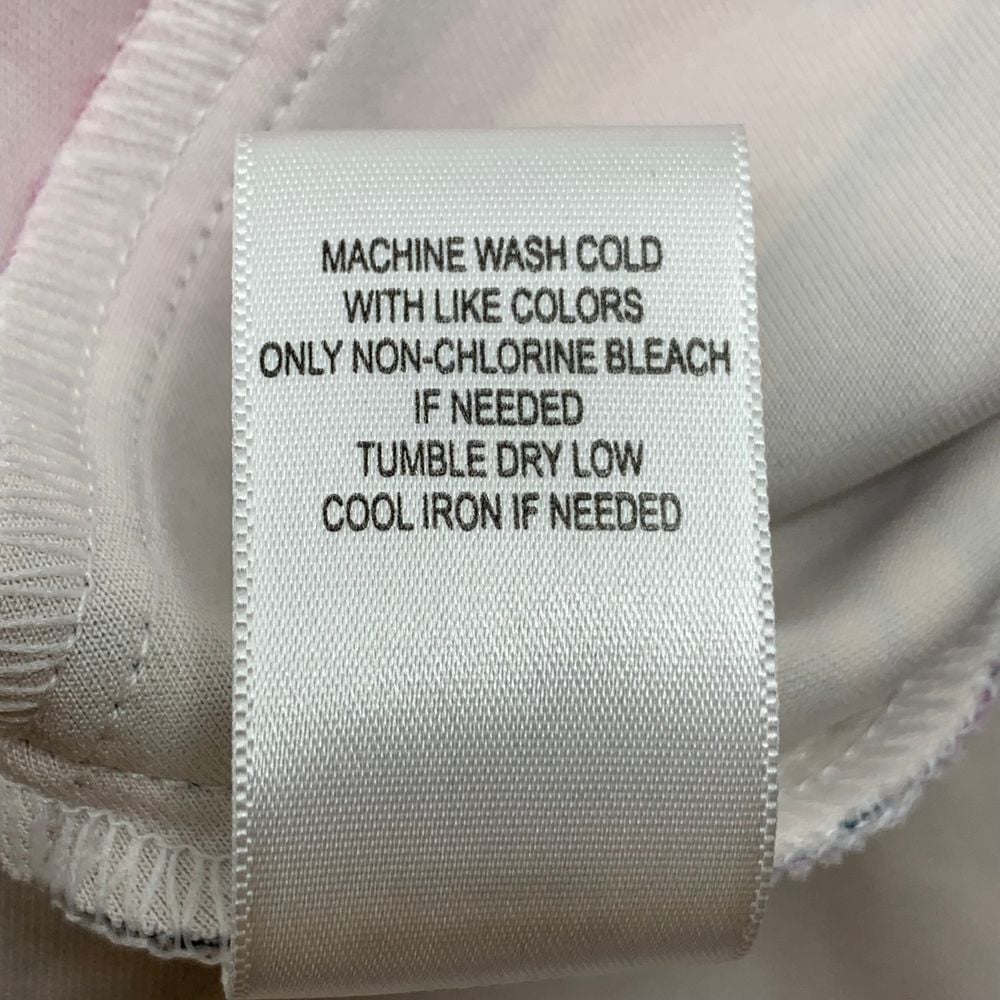 MACHINE WASH COLD
WITH LIKE COLORS
ONLY NON-CHLORINE BLEACH
IF NEEDED
TUMBLE DRY LOW
COOL IRON IF NEEDED